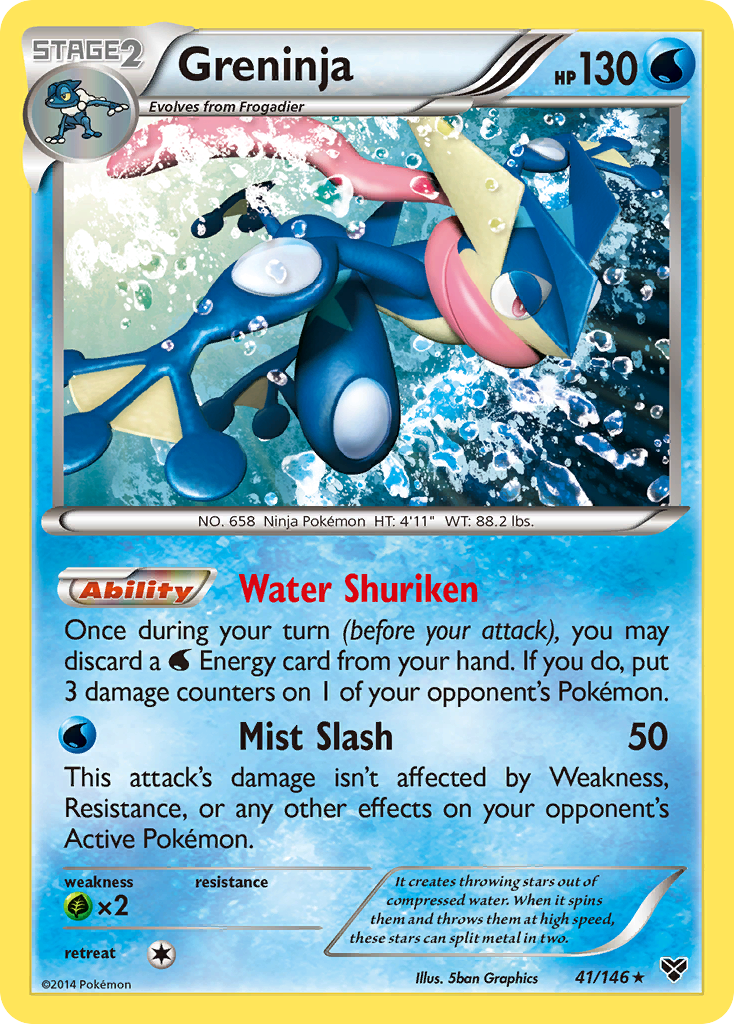 STAGE2
Greninja
HP130
Evolves from Frogadier
NO. 658 Ninja Pokémon HT: 4'11" WT: 88.2 lbs.
Ability Water Shuriken
Once during your turn (before your attack), you may
discard a Energy card from your hand. If you do, put
3 damage counters on 1 of your opponent's Pokémon.
Mist Slash 50
This attack's damage isn't affected by Weakness,
Resistance, or any other effects on your opponent's
Active Pokémon.
weakness resistance
×2
retreat
It creates throwing stars out of
compressed water. When it spins
them and throws them at high speed,
these stars can split metal in two.
©2014 Pokémon
Illus. 5ban Graphics
41/146★